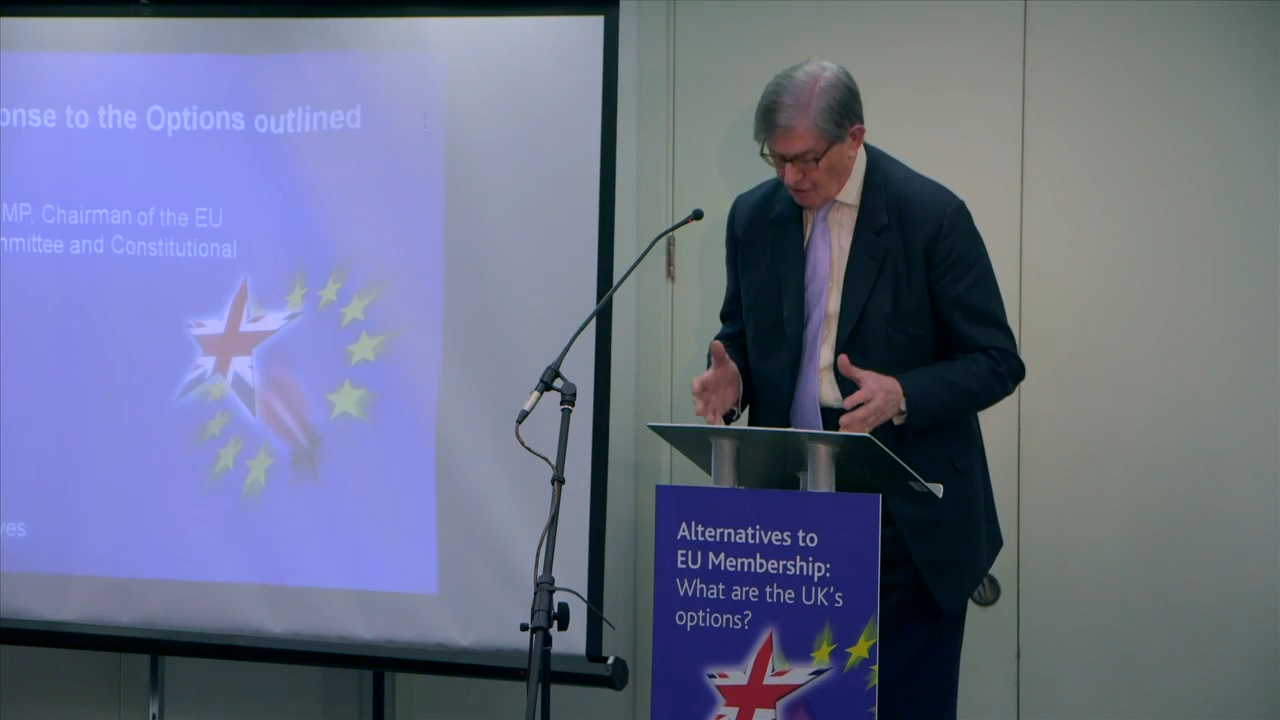 onse to the Options outlined
MP, Chairman of the EU
mmittee and Constitutional
ves
Alternatives to
EU Membership:
What are the UK's
options?